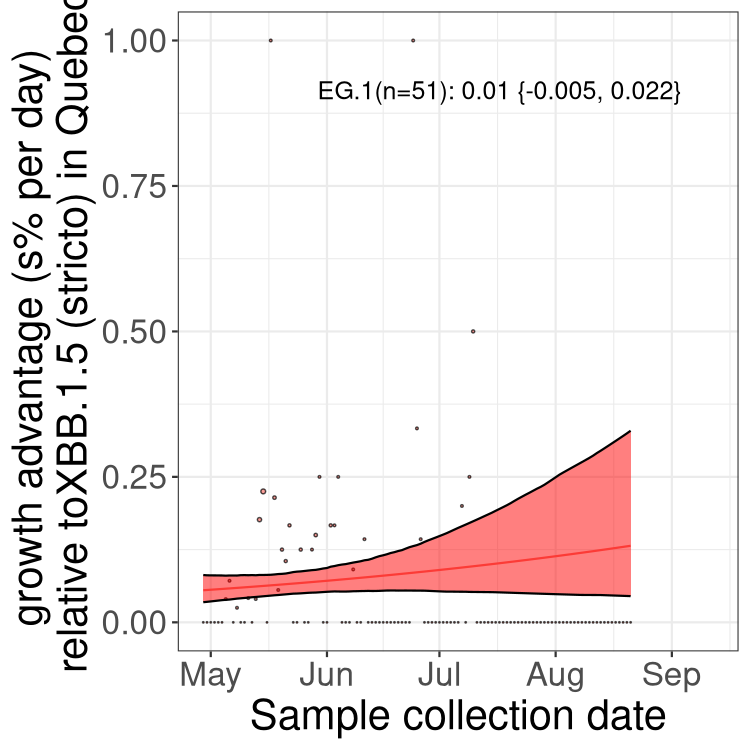 growth advantage (s% per day)
relative toXBB.1.5 (stricto) in Quebec
1.00
0.75
0.50
0.25
0.00
EG.1(n=51): 0.01 {-0.005, 0.022}
May Jun Jul Aug Sep
Sample collection date